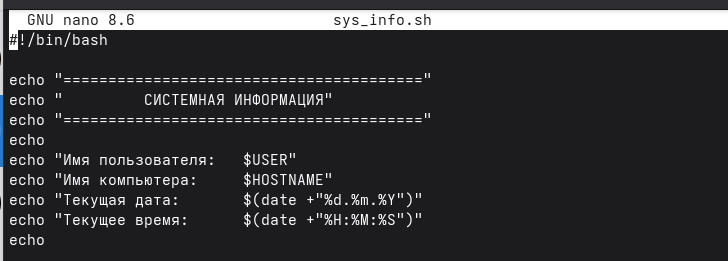 GNU nano 8.6 sys_info.sh
#!/bin/bash
echo "========================================"
echo "         СИСТЕМНАЯ ИНФОРМАЦИЯ"
echo "========================================"
echo
echo "Имя пользователя:   $USER"
echo "Имя компьютера:     $HOSTNAME"
echo "Текущая дата:       $(date +"%d.%m.%Y")"
echo "Текущее время:      $(date +"%H:%M:%S")"
echo